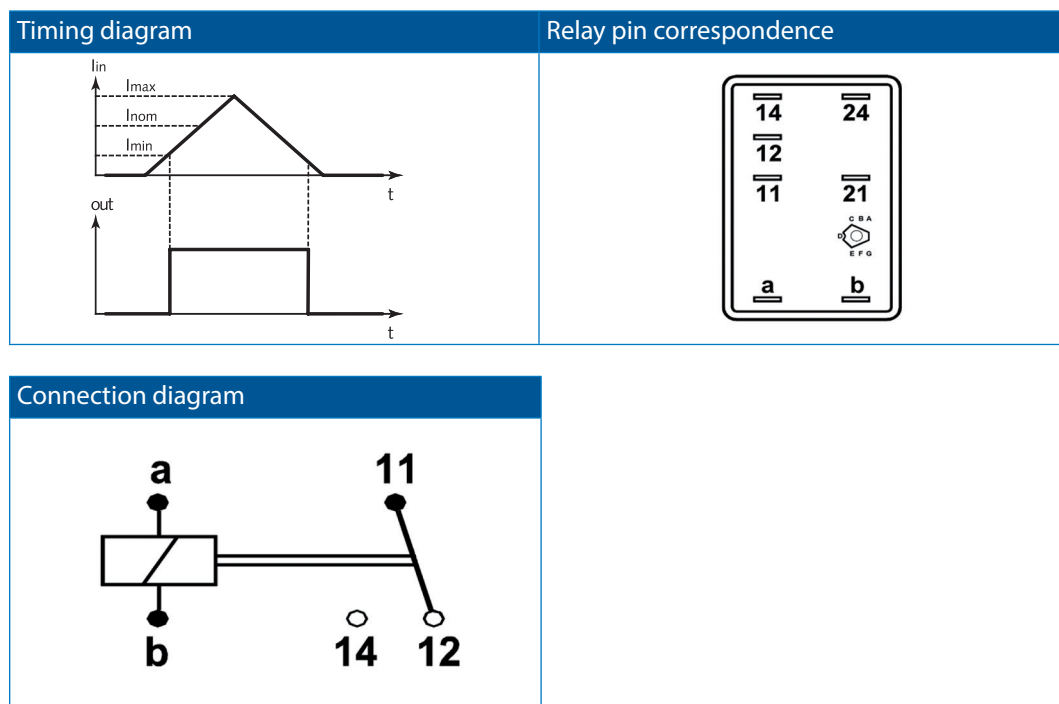 Timing diagram
Iin
Imax
Inom
Imin
t
out
t
Relay pin correspondence
14 24
12
11 21
C B A
D
E F G
a b
Connection diagram
a 11
b 14 12